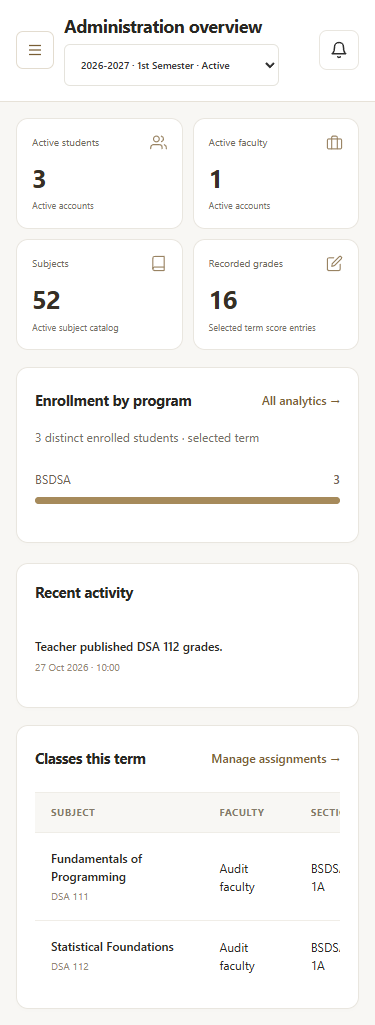 Administration overview
2026-2027 · 1st Semester · Active
Active students
3
Active accounts
Active faculty
1
Active accounts
Subjects
52
Active subject catalog
Recorded grades
16
Selected term score entries
Enrollment by program
All analytics →
3 distinct enrolled students · selected term
BSDSA
3
Recent activity
Teacher published DSA 112 grades.
27 Oct 2026 · 10:00
Classes this term
Manage assignments →
SUBJECT
FACULTY
Fundamentals of
Programming
DSA 111
Audit
faculty
1A
Statistical Foundations
DSA 112
Audit
faculty
1A